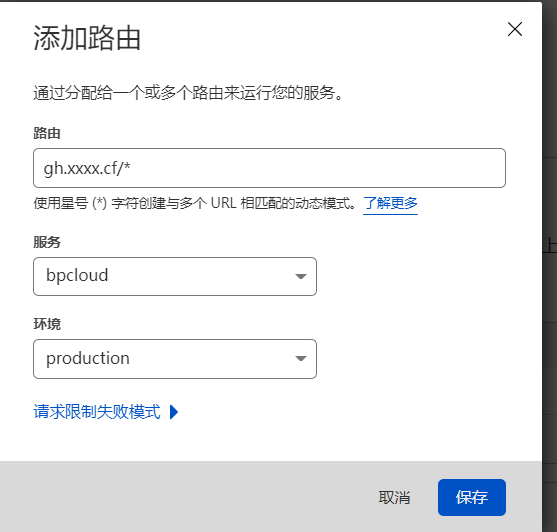 添加路由
通过分配给一个或多个路由来运行您的服务。
路由
gh.xxxx.cf/*
使用星号 (*) 字符创建与多个 URL 相匹配的动态模式。了解更多
服务
bpcloud
环境
production
请求限制失败模式
取消 保存
上